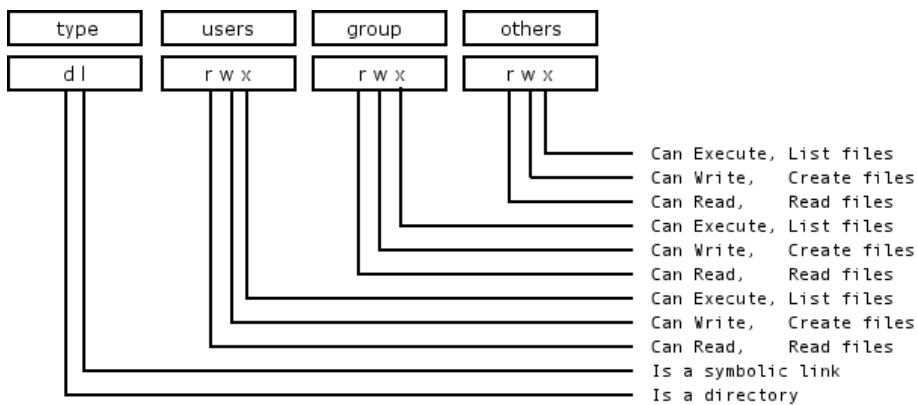 type users group others
d l r w x r w x r w x
Can Execute, List files
Can Write, Create files
Can Read, Read files
Can Execute, List files
Can Write, Create files
Can Read, Read files
Can Execute, List files
Can Write, Create files
Can Read, Read files
Is a symbolic link
Is a directory